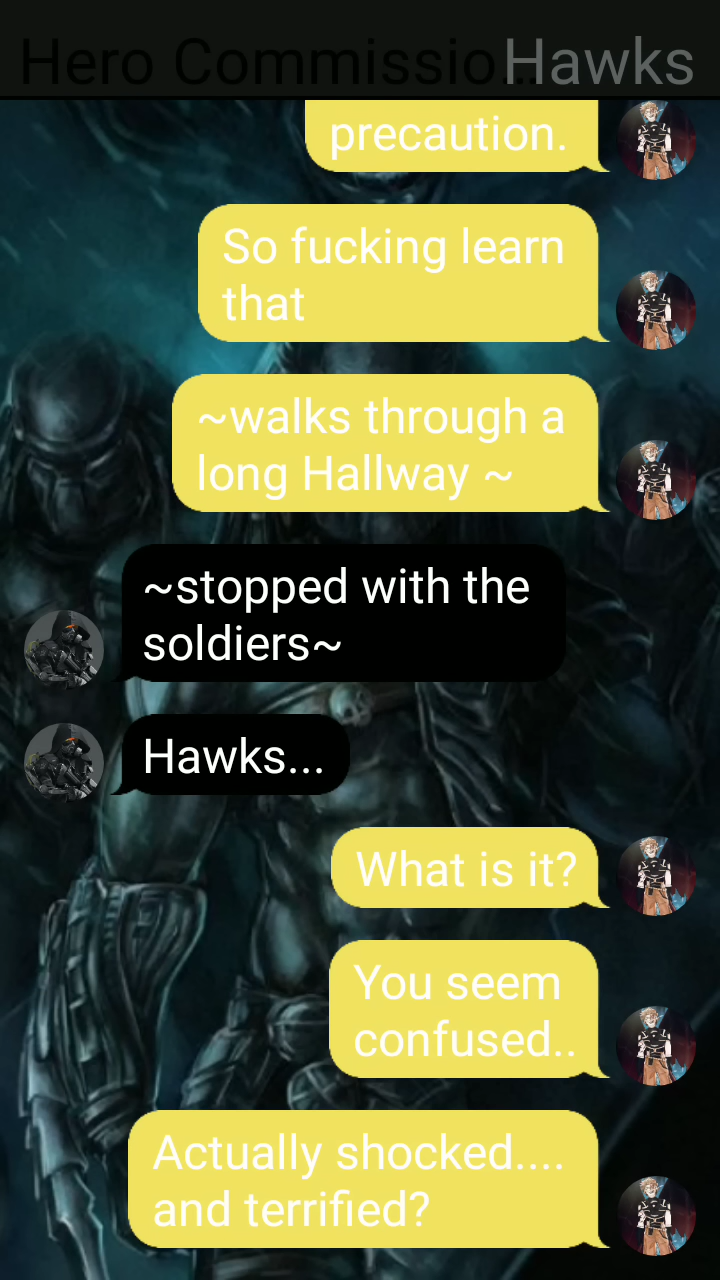 Hero Commissio... Hawks
precaution.
So fucking learn
that
~walks through a
long Hallway ~
~stopped with the
soldiers~
Hawks...
What is it?
You seem
confused..
Actually shocked....
and terrified?